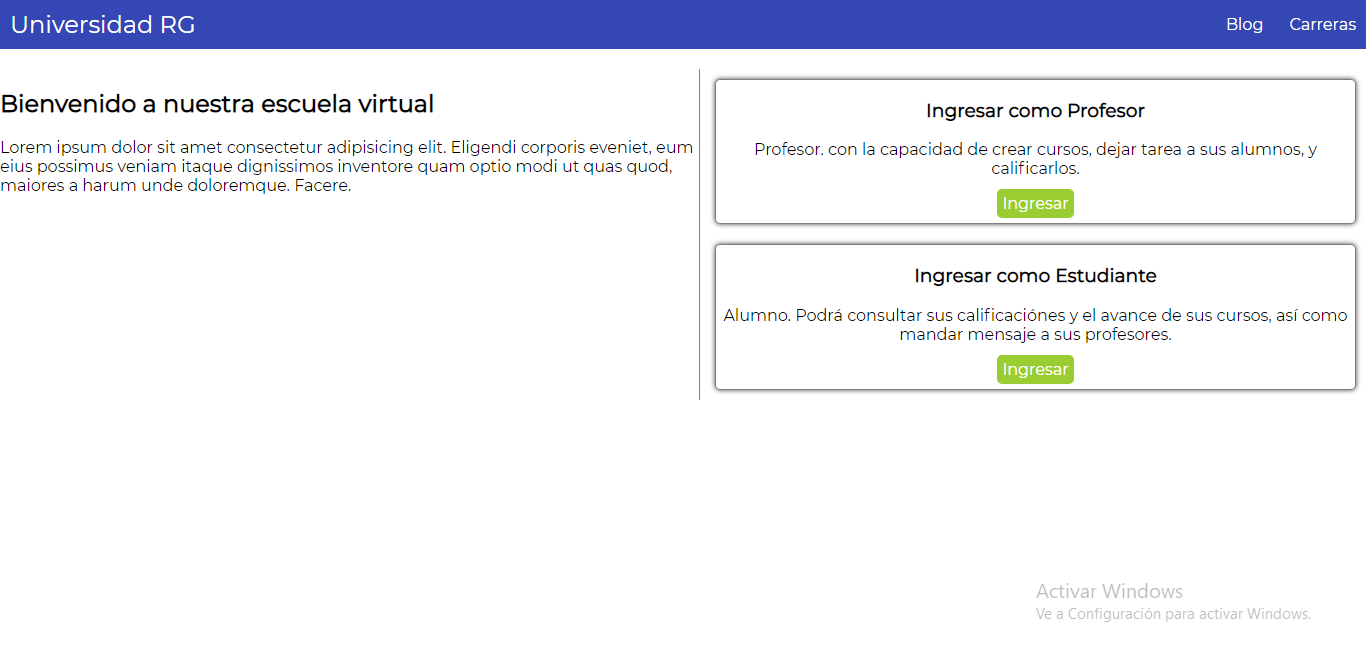 Universidad RG
Blog
Carreras
Bienvenido a nuestra escuela virtual
Lorem ipsum dolor sit amet consectetur adipisicing elit. Eligendi corporis eveniet, eum
eius possimus veniam itaque dignissimos inventore quam optio modi ut quas quod,
maiores a harum unde doloremque. Facere.
Ingresar como Profesor
Profesor. con la capacidad de crear cursos, dejar tarea a sus alumnos, y
calificarlos.
Ingresar
Ingresar como Estudiante
Alumno. Podrá consultar sus calificaciónes y el avance de sus cursos, así como
mandar mensaje a sus profesores.
Ingresar
Activar Windows
Ve a Configuración para activar Windows.